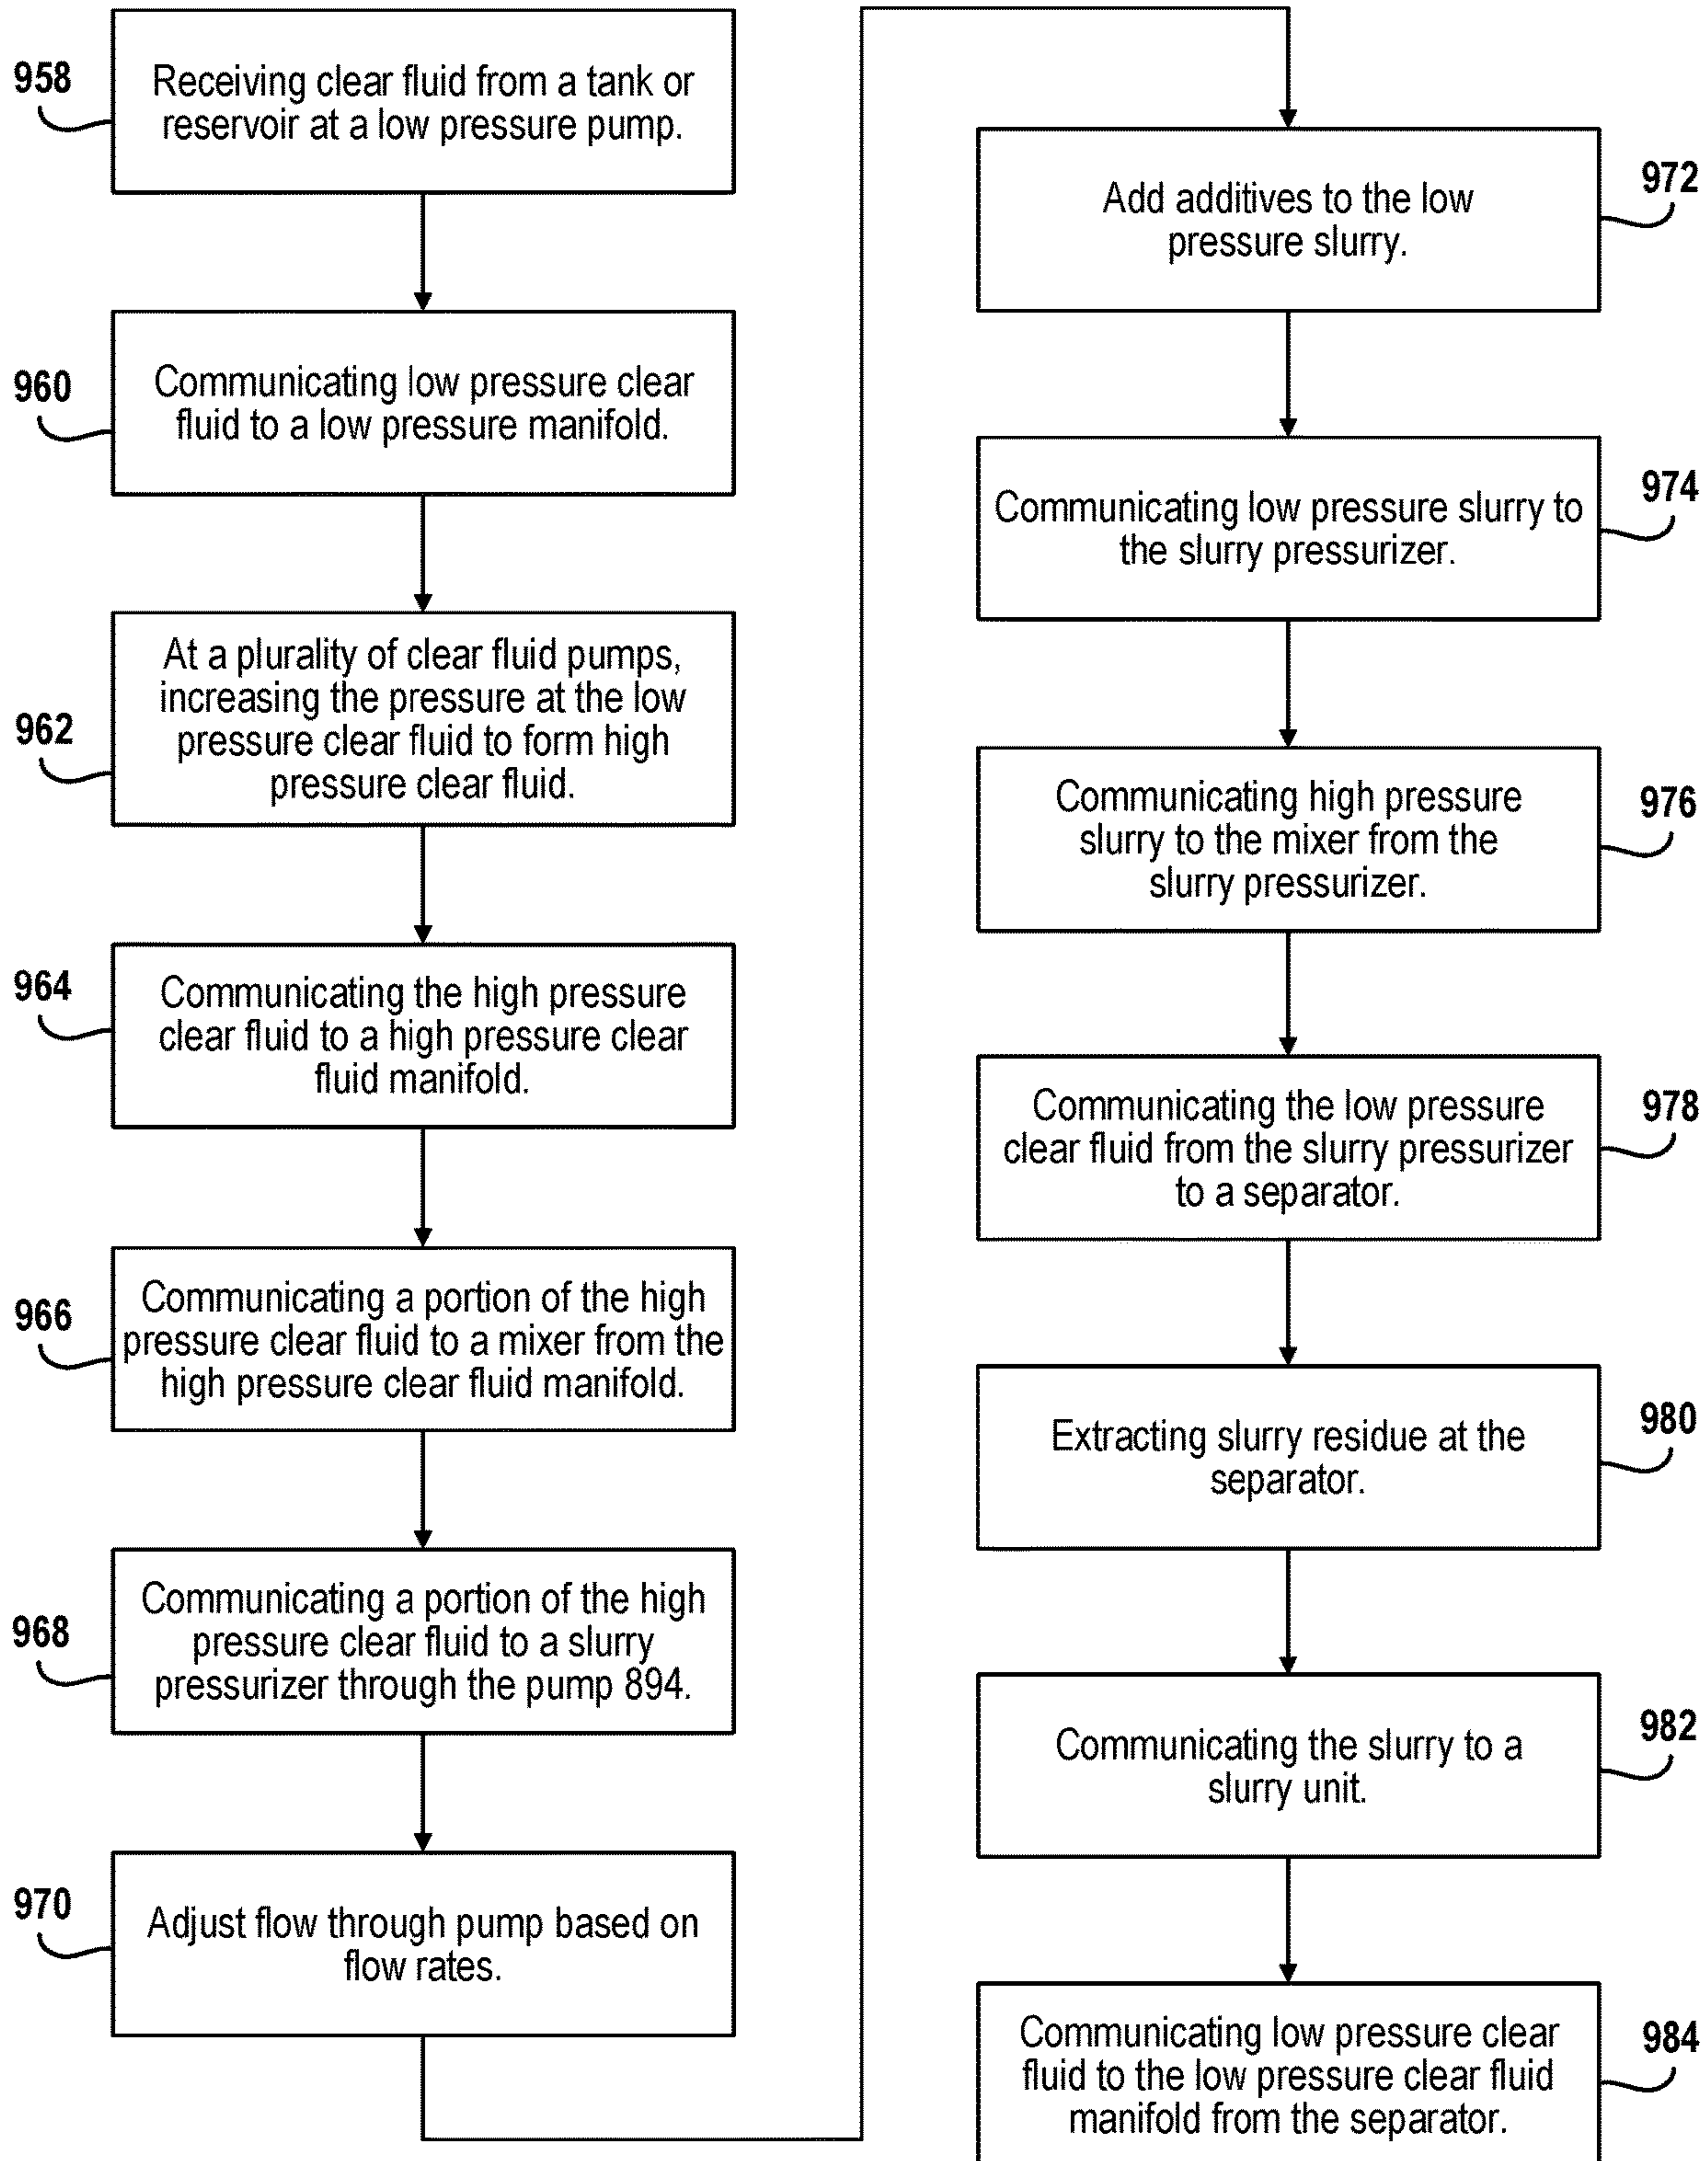 958
Receiving clear fluid from a tank or
reservoir at a low pressure pump.
960
Communicating low pressure clear
fluid to a low pressure manifold.
962
At a plurality of clear fluid pumps,
increasing the pressure at the low
pressure clear fluid to form high
pressure clear fluid.
964
Communicating the high pressure
clear fluid to a high pressure clear
fluid manifold.
966
Communicating a portion of the high
pressure clear fluid to a mixer from the
high pressure clear fluid manifold.
968
Communicating a portion of the high
pressure clear fluid to a slurry
pressurizer through the pump 894.
970
Adjust flow through pump based on
flow rates.
972
Add additives to the low
pressure slurry.
974
Communicating low pressure slurry to
the slurry pressurizer.
976
Communicating high pressure
slurry to the mixer from the
slurry pressurizer.
978
Communicating the low pressure
clear fluid from the slurry pressurizer
to a separator.
980
Extracting slurry residue at the
separator.
982
Communicating the slurry to a
slurry unit.
984
Communicating low pressure clear
fluid to the low pressure clear fluid
manifold from the separator.